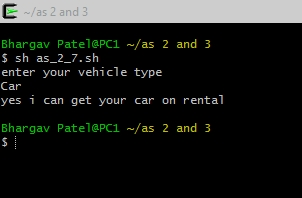 ~/as 2 and 3
Bhargav Patel@PC1 ~/as 2 and 3
$ sh as_2_7.sh
enter your vehicle type
Car
yes i can get your car on rental
Bhargav Patel@PC1 ~/as 2 and 3
$